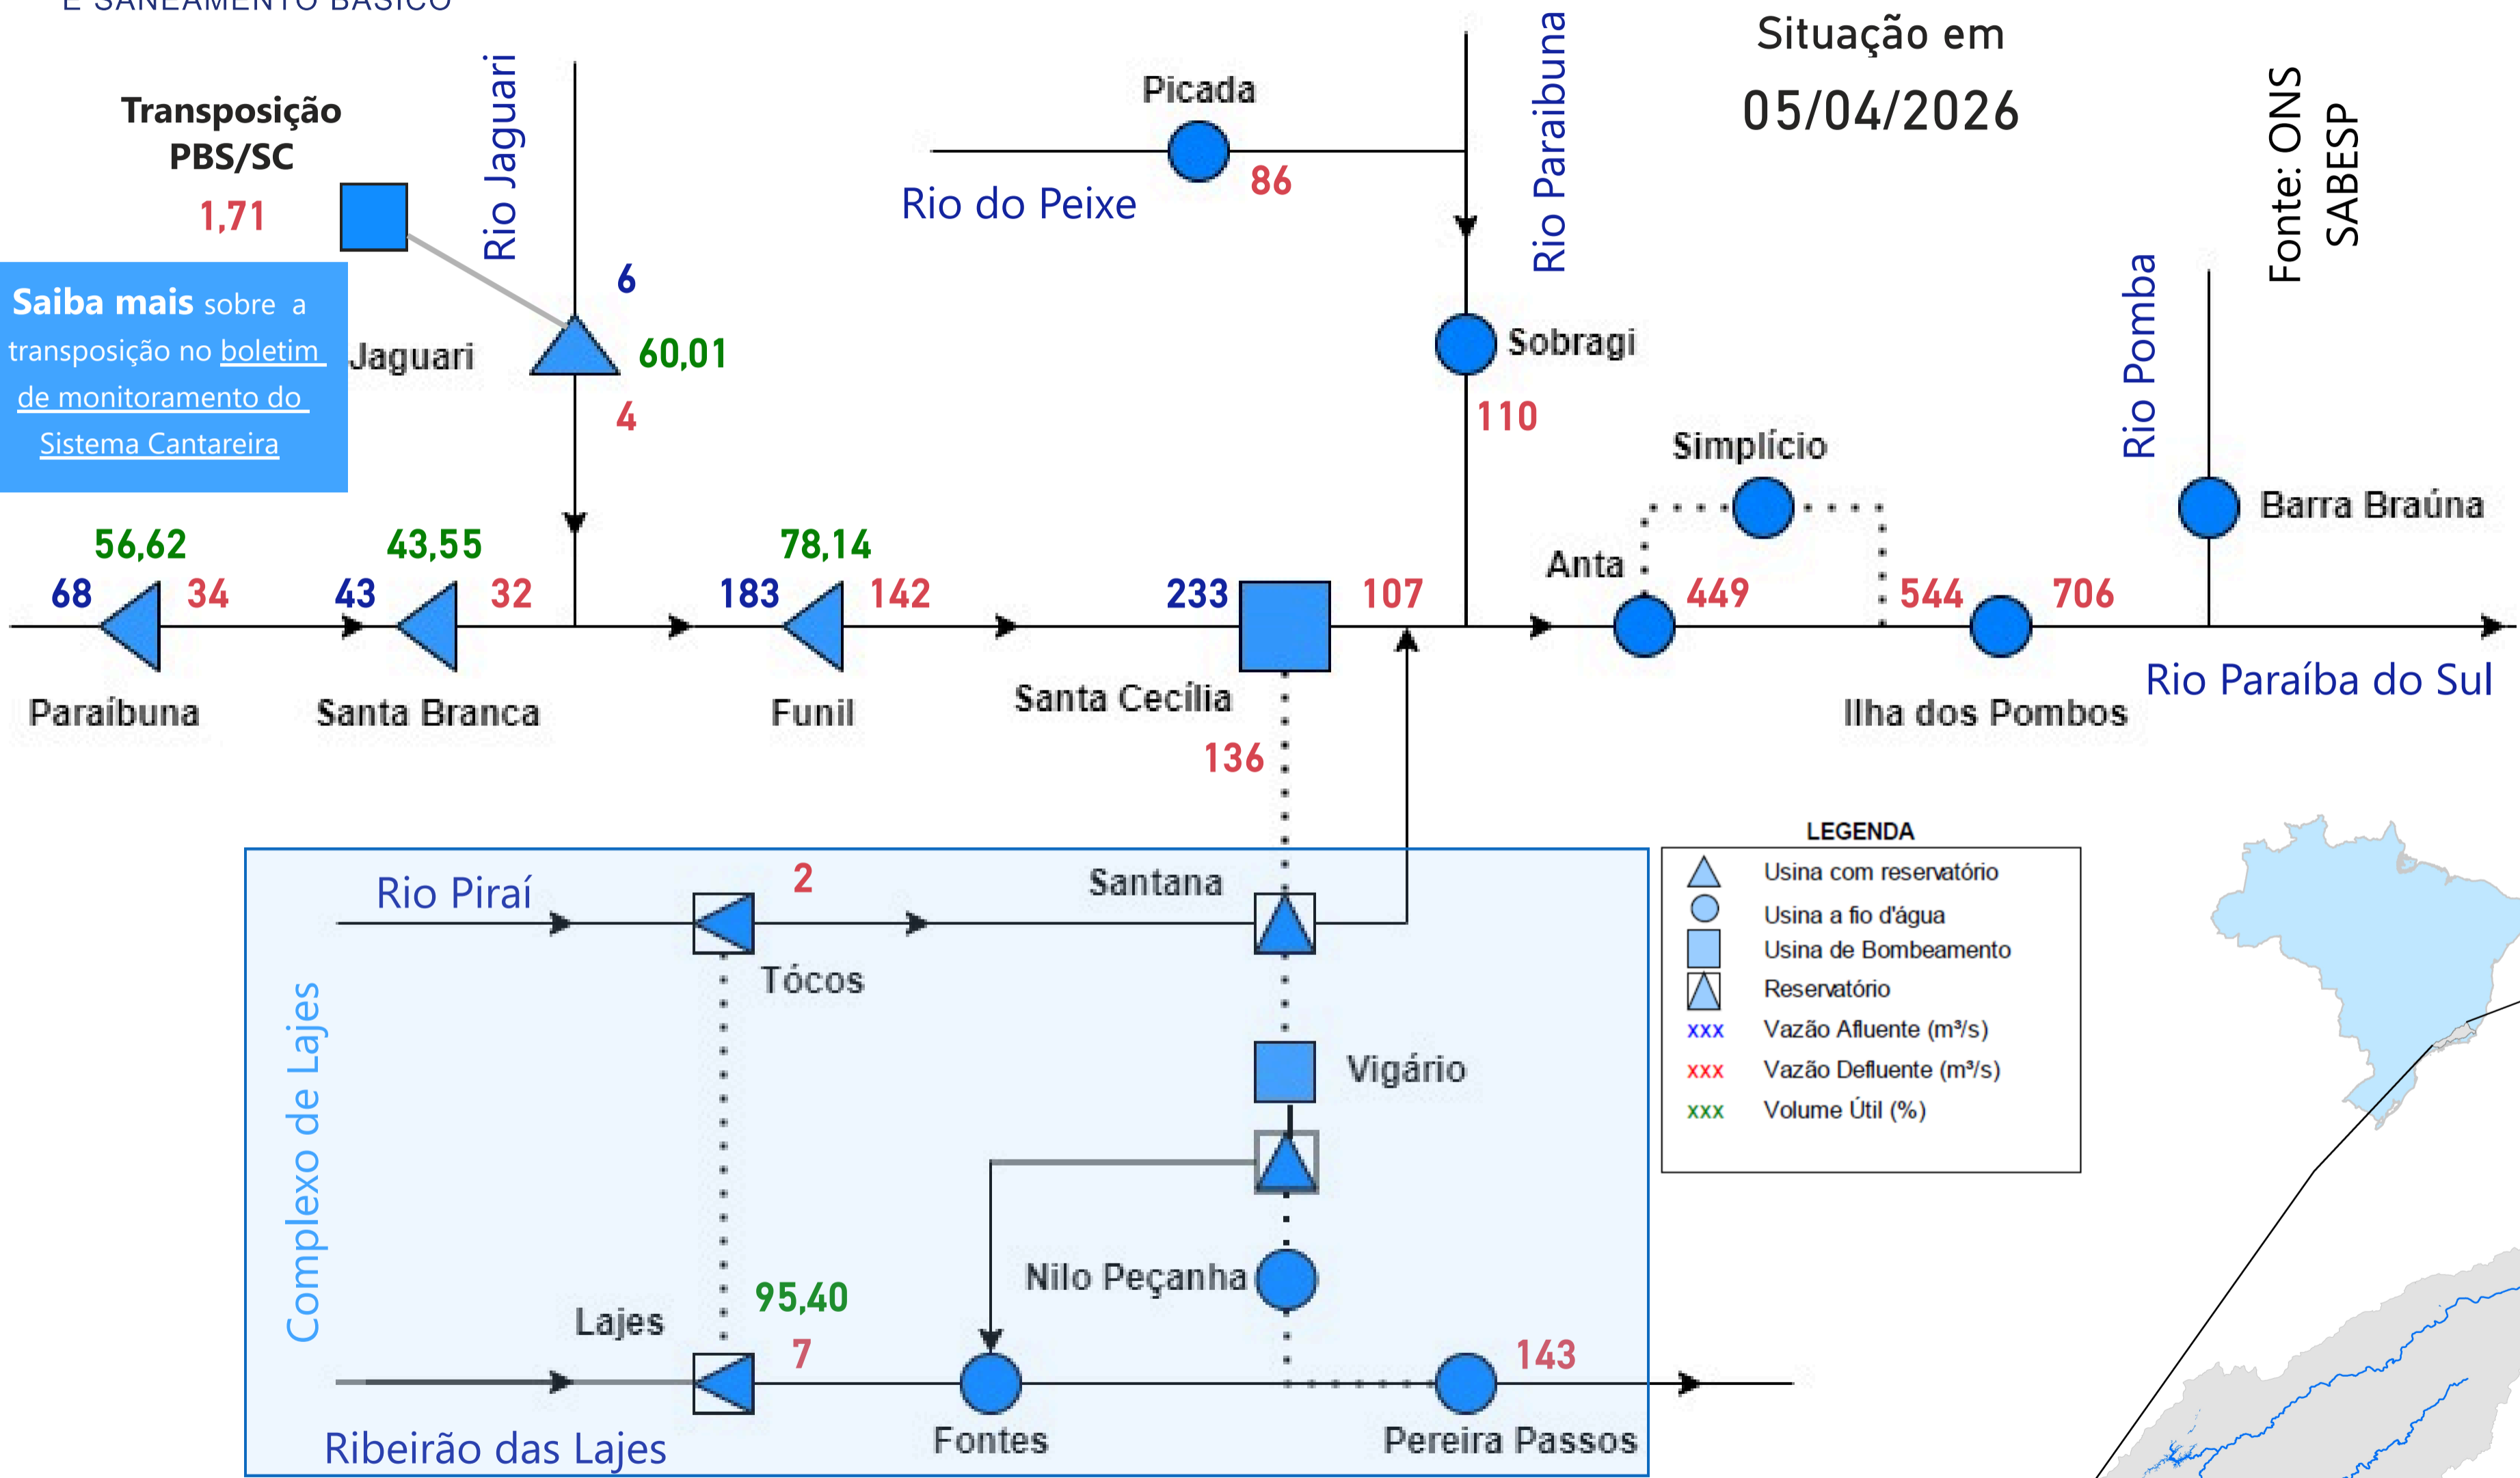 E SANEAMENTO BÁSICO
Situação em
05/04/2026
Fonte: ONS
SABESP
Transposição
PBS/SC
1,71
Rio Jaguari
Picada
86
Rio do Peixe
Rio Paraibuna
Saiba mais sobre a
transposição no boletim
de monitoramento do
Sistema Cantareira
6
Jaguari
60,01
4
Sobragi
110
Simplício
Rio Pomba
Barra Braúna
56,62
68
34
Paraíbuna
43,55
43
32
Santa Branca
78,14
183
142
Funil
233
107
Santa Cecília
136
Anta
449
544
706
Ilha dos Pombos
Rio Paraíba do Sul
Complexo de Lajes
Rio Piraí
2
Tócos
Santana
Vigário
Nilo Peçanha
95,40
Lajes
7
Fontes
143
Pereira Passos
Ribeirão das Lajes
LEGENDA
Usina com reservatório
Usina a fio d'água
Usina de Bombeamento
Reservatório
xxx Vazão Afluente (m³/s)
xxx Vazão Defluente (m³/s)
xxx Volume Útil (%)